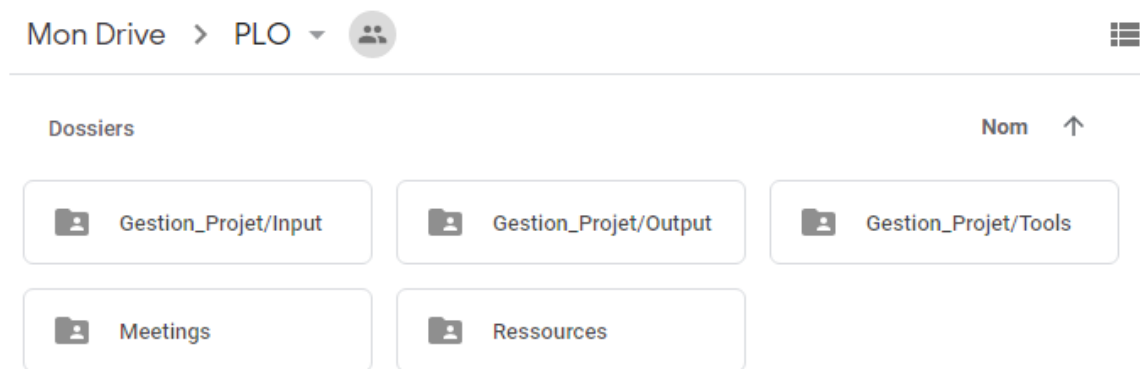 Mon Drive > PLO
Dossiers Nom
Gestion_Projet/Input Gestion_Projet/Output Gestion_Projet/Tools
Meetings Ressources